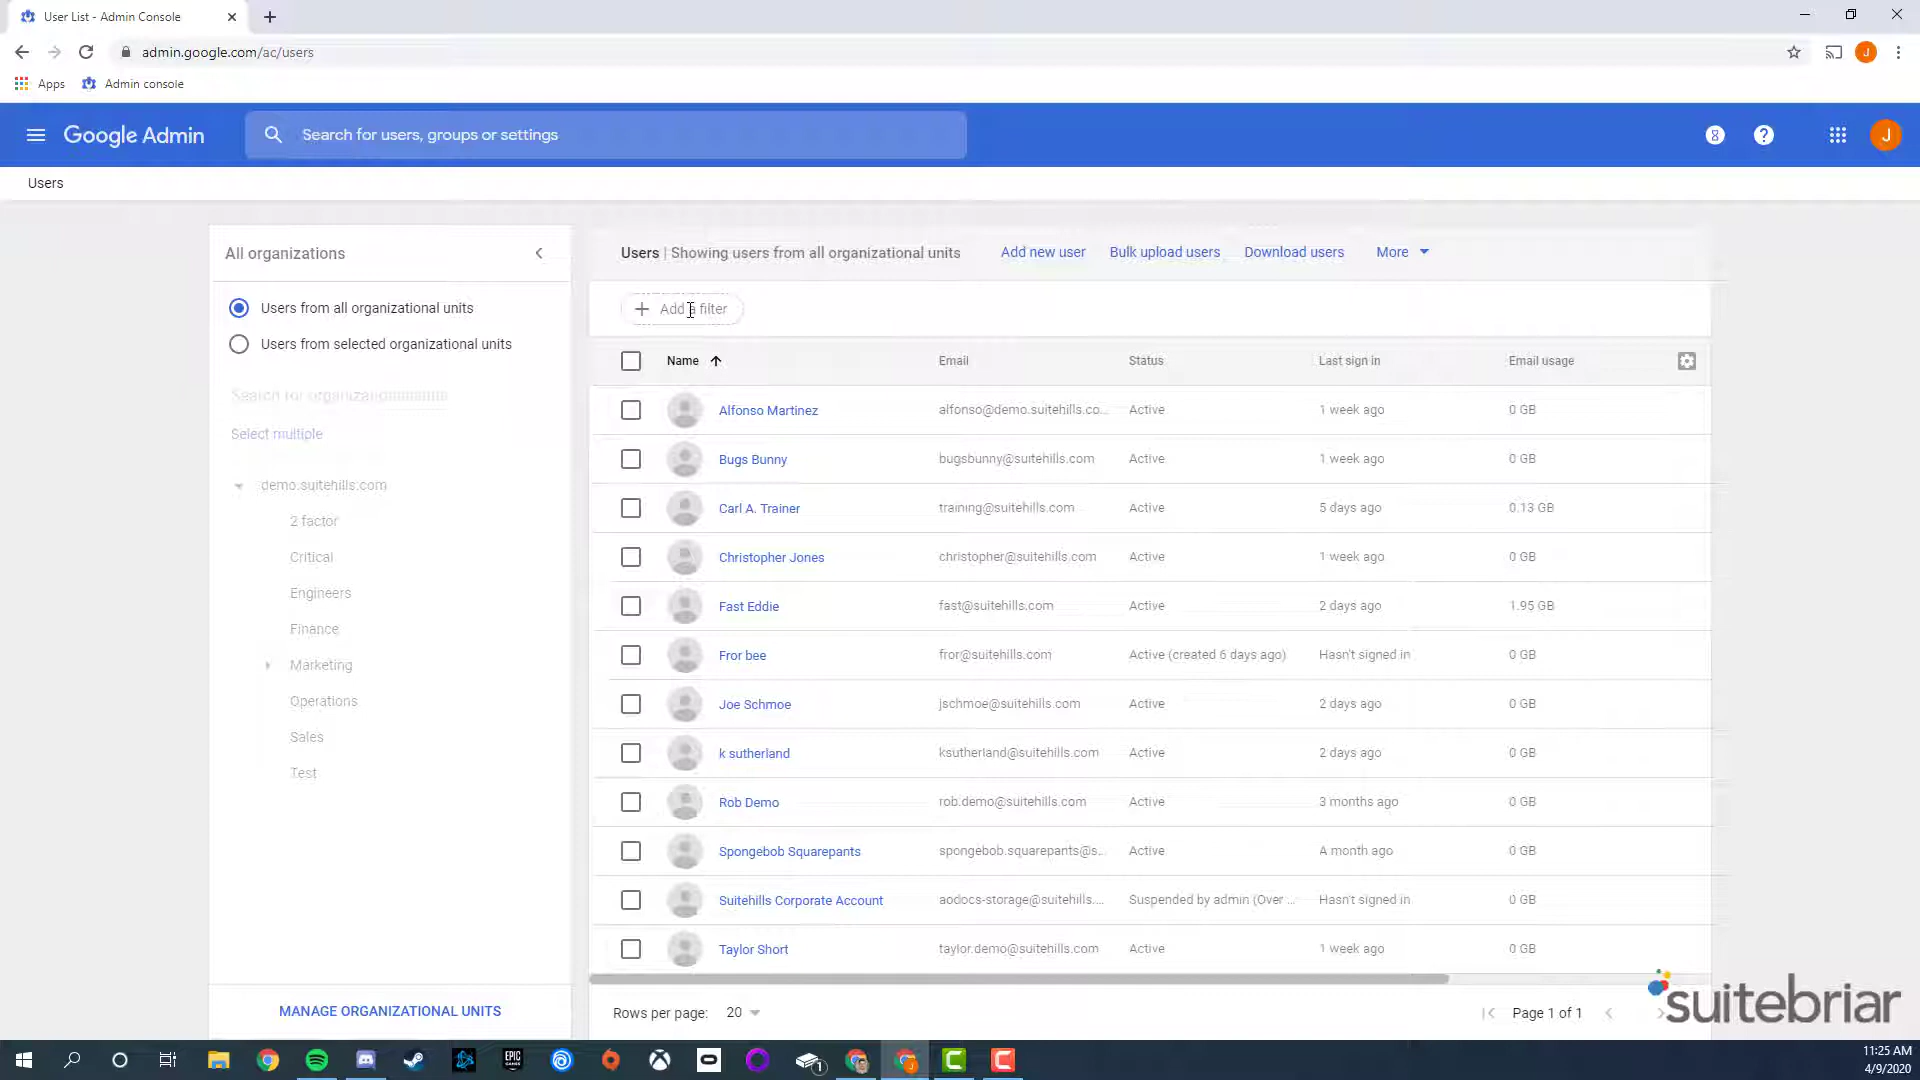 User List - Admin Console
admin.google.com/ac/users
J
Apps
Admin console
Google Admin
Search for users, groups or settings
J
Users
All organizations
Users from all organizational units
Users from selected organizational units
Select multiple
demo.suitehills.com
2 factor
Critical
Engineers
Finance
Marketing
Operations
Sales
Test
MANAGE ORGANIZATIONAL UNITS
Users | Showing users from all organizational units
Add new user
Bulk upload users
Download users
More
Add a filter
Name Email Status Last sign in Email usage
Alfonso Martinez alfonso@demo.suitehills.co... Active 1 week ago 0 GB
Bugs Bunny bugsbunny@suitehills.com Active 1 week ago 0 GB
Carl A. Trainer training@suitehills.com Active 5 days ago 0.13 GB
Christopher Jones christopher@suitehills.com Active 1 week ago 0 GB
Fast Eddie fast@suitehills.com Active 2 days ago 1.95 GB
Fror bee fror@suitehills.com Active (created 6 days ago) Hasn't signed in 0 GB
Joe Schmoe jschmoe@suitehills.com Active 2 days ago 0 GB
k sutherland ksutherland@suitehills.com Active 2 days ago 0 GB
Rob Demo rob.demo@suitehills.com Active 3 months ago 0 GB
Spongebob Squarepants spongebob.squarepants@s... Active A month ago 0 GB
Suitehills Corporate Account aodocs-storage@suitehills.... Suspended by admin (Over ... Hasn't signed in 0 GB
Taylor Short taylor.demo@suitehills.com Active 1 week ago 0 GB
Rows per page: 20
Page 1 of 1
suitebriar
EPIC GAMES
1
11:25 AM
4/9/2020